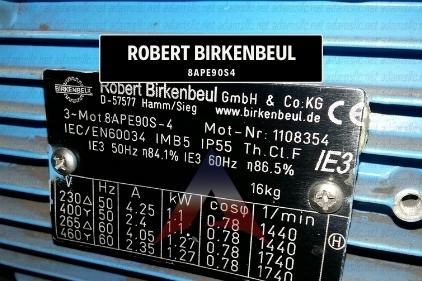 ROBERT BIRKENBEUL
8APE90S4
BIRKENBEUL
Robert Birkenbeul GmbH & Co.KG
D-57577 Hamm/Sieg www.birkenbeul.com
3-Mot.8APE90S-4 Mot-Nr: 1108354
IEC/EN60034 IMB5 IP55 Th.Cl.F
IE3 50Hz η84.1% IE3 60Hz η86.5% IE3
16kg
V Hz A kW cosφ 1/min
230△ 50 4.25 1.1 0.78 1440
400Y 50 2.4 1.1 0.78 1440
265△ 60 4.05 1.27 0.78 1740
460Y 60 2.35 1.27 0.78 1740
H